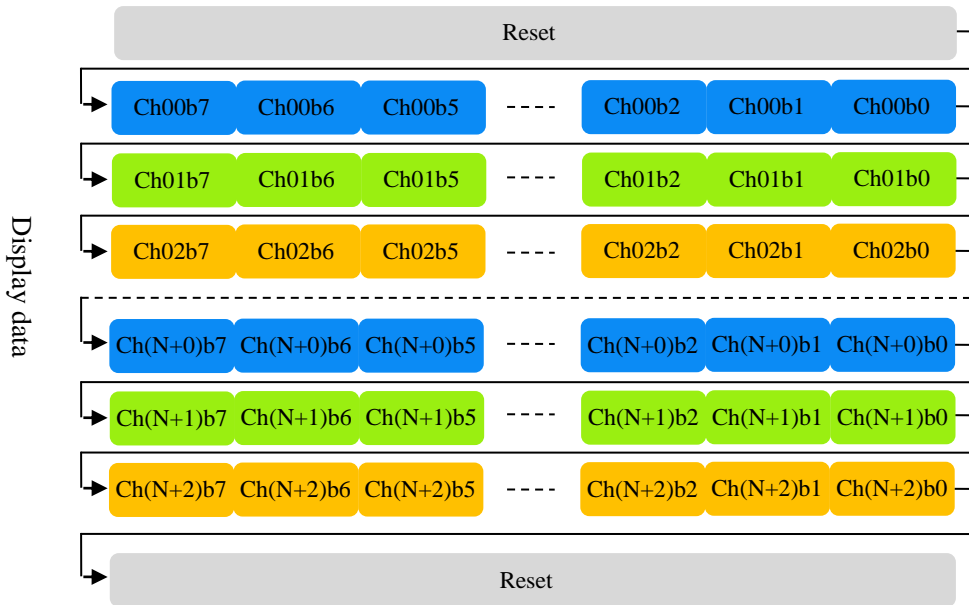 Reset
Ch00b7 Ch00b6 Ch00b5 Ch00b2 Ch00b1 Ch00b0
Ch01b7 Ch01b6 Ch01b5 Ch01b2 Ch01b1 Ch01b0
Ch02b7 Ch02b6 Ch02b5 Ch02b2 Ch02b1 Ch02b0
Display data
Ch(N+0)b7 Ch(N+0)b6 Ch(N+0)b5 Ch(N+0)b2 Ch(N+0)b1 Ch(N+0)b0
Ch(N+1)b7 Ch(N+1)b6 Ch(N+1)b5 Ch(N+1)b2 Ch(N+1)b1 Ch(N+1)b0
Ch(N+2)b7 Ch(N+2)b6 Ch(N+2)b5 Ch(N+2)b2 Ch(N+2)b1 Ch(N+2)b0
Reset